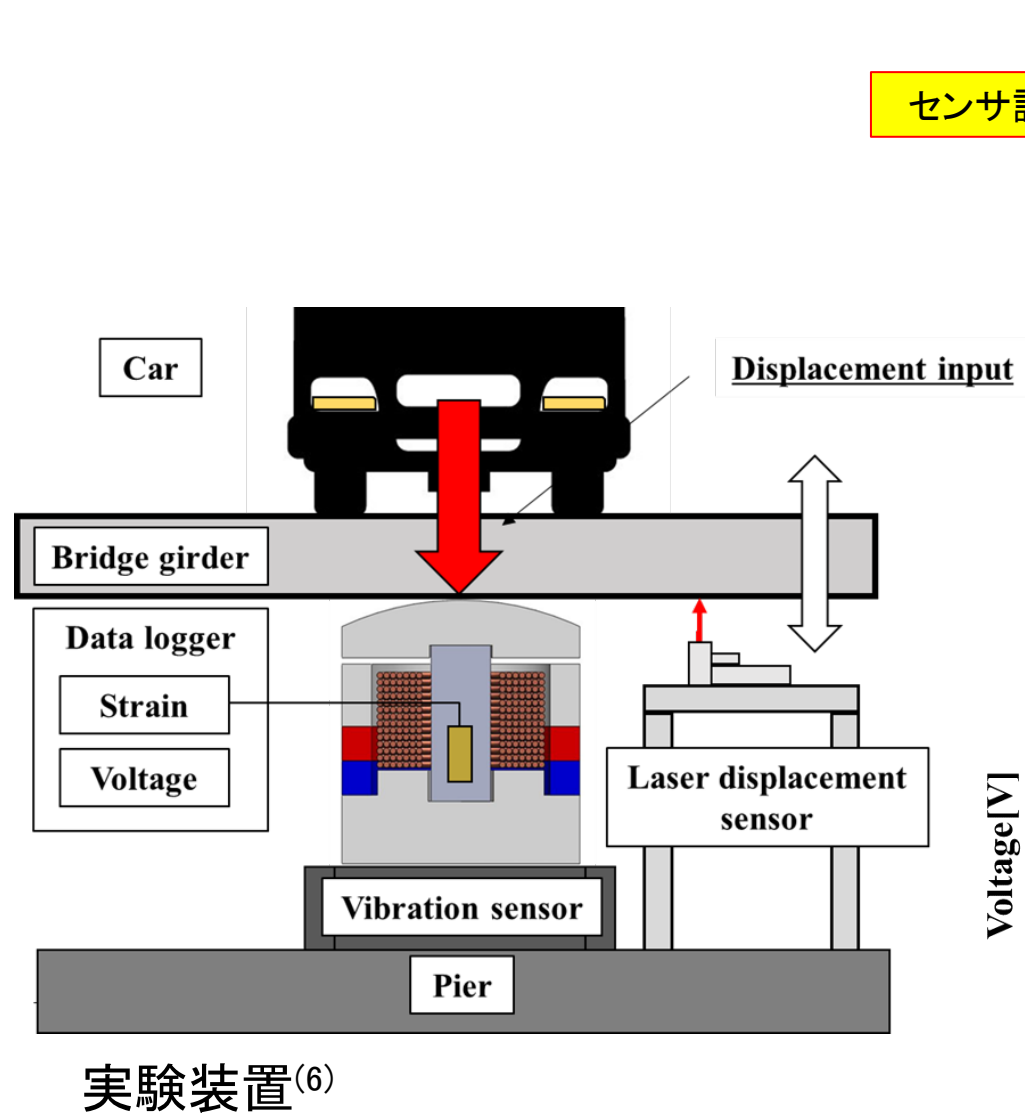 センサ
Car
Displacement input
Bridge girder
Data logger
Strain
Voltage
Laser displacement
sensor
Voltage[V]
Vibration sensor
Pier
実験装置(6)